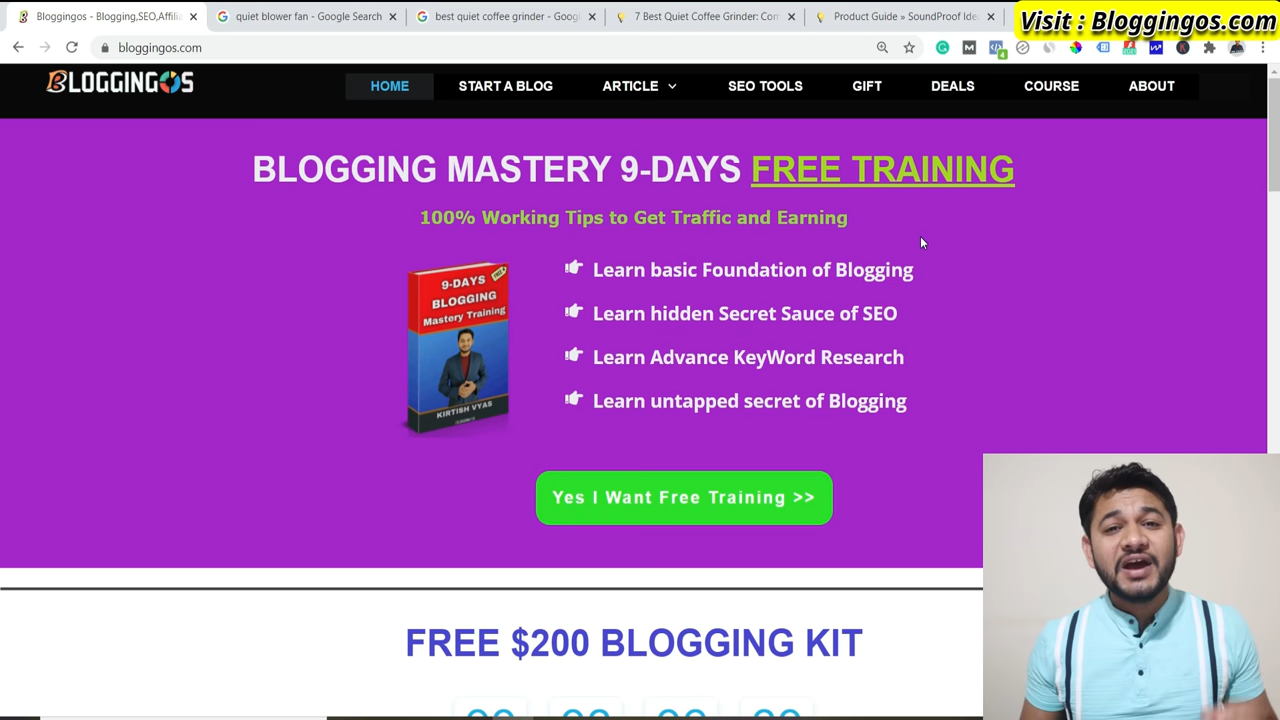 Bloggingos - Blogging,SEO,Affili
quiet blower fan - Google Search
best quiet coffee grinder - Goog
7 Best Quiet Coffee Grinder: Com
Product Guide » SoundProof Ide
Visit : Bloggingos.com
bloggingos.com
4
BLOGGINGOS
HOME
START A BLOG
ARTICLE
SEO TOOLS
GIFT
DEALS
COURSE
ABOUT
BLOGGING MASTERY 9-DAYS FREE TRAINING
100% Working Tips to Get Traffic and Earning
FREE
9-DAYS
BLOGGING
Mastery Training
KIRTISH VYAS
Learn basic Foundation of Blogging
Learn hidden Secret Sauce of SEO
Learn Advance KeyWord Research
Learn untapped secret of Blogging
Yes I Want Free Training >>
FREE $200 BLOGGING KIT